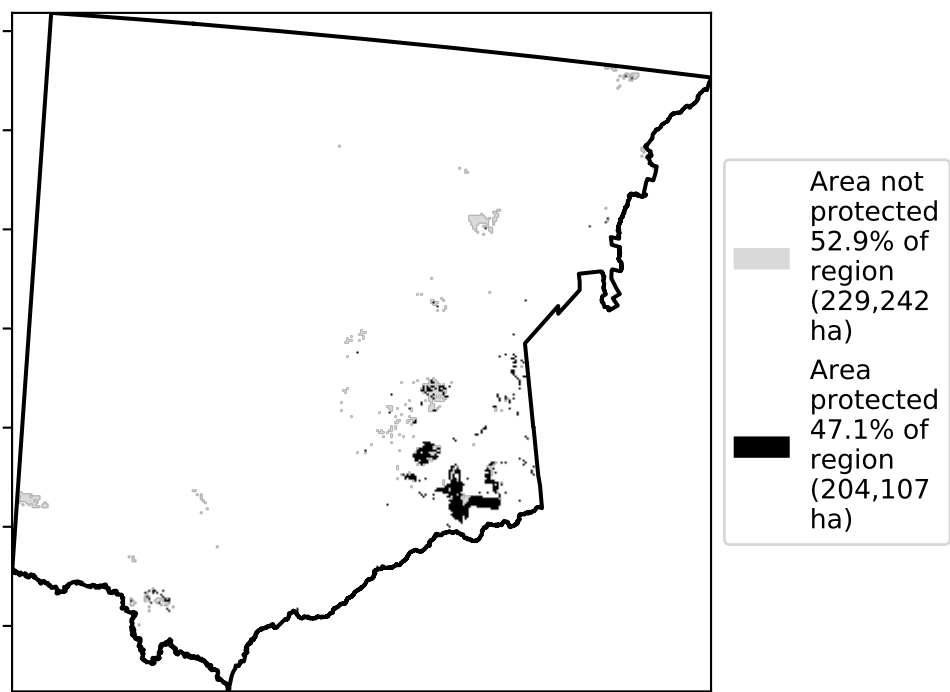 Area not
protected
52.9% of
region
(229,242
ha)
Area
protected
47.1% of
region
(204,107
ha)